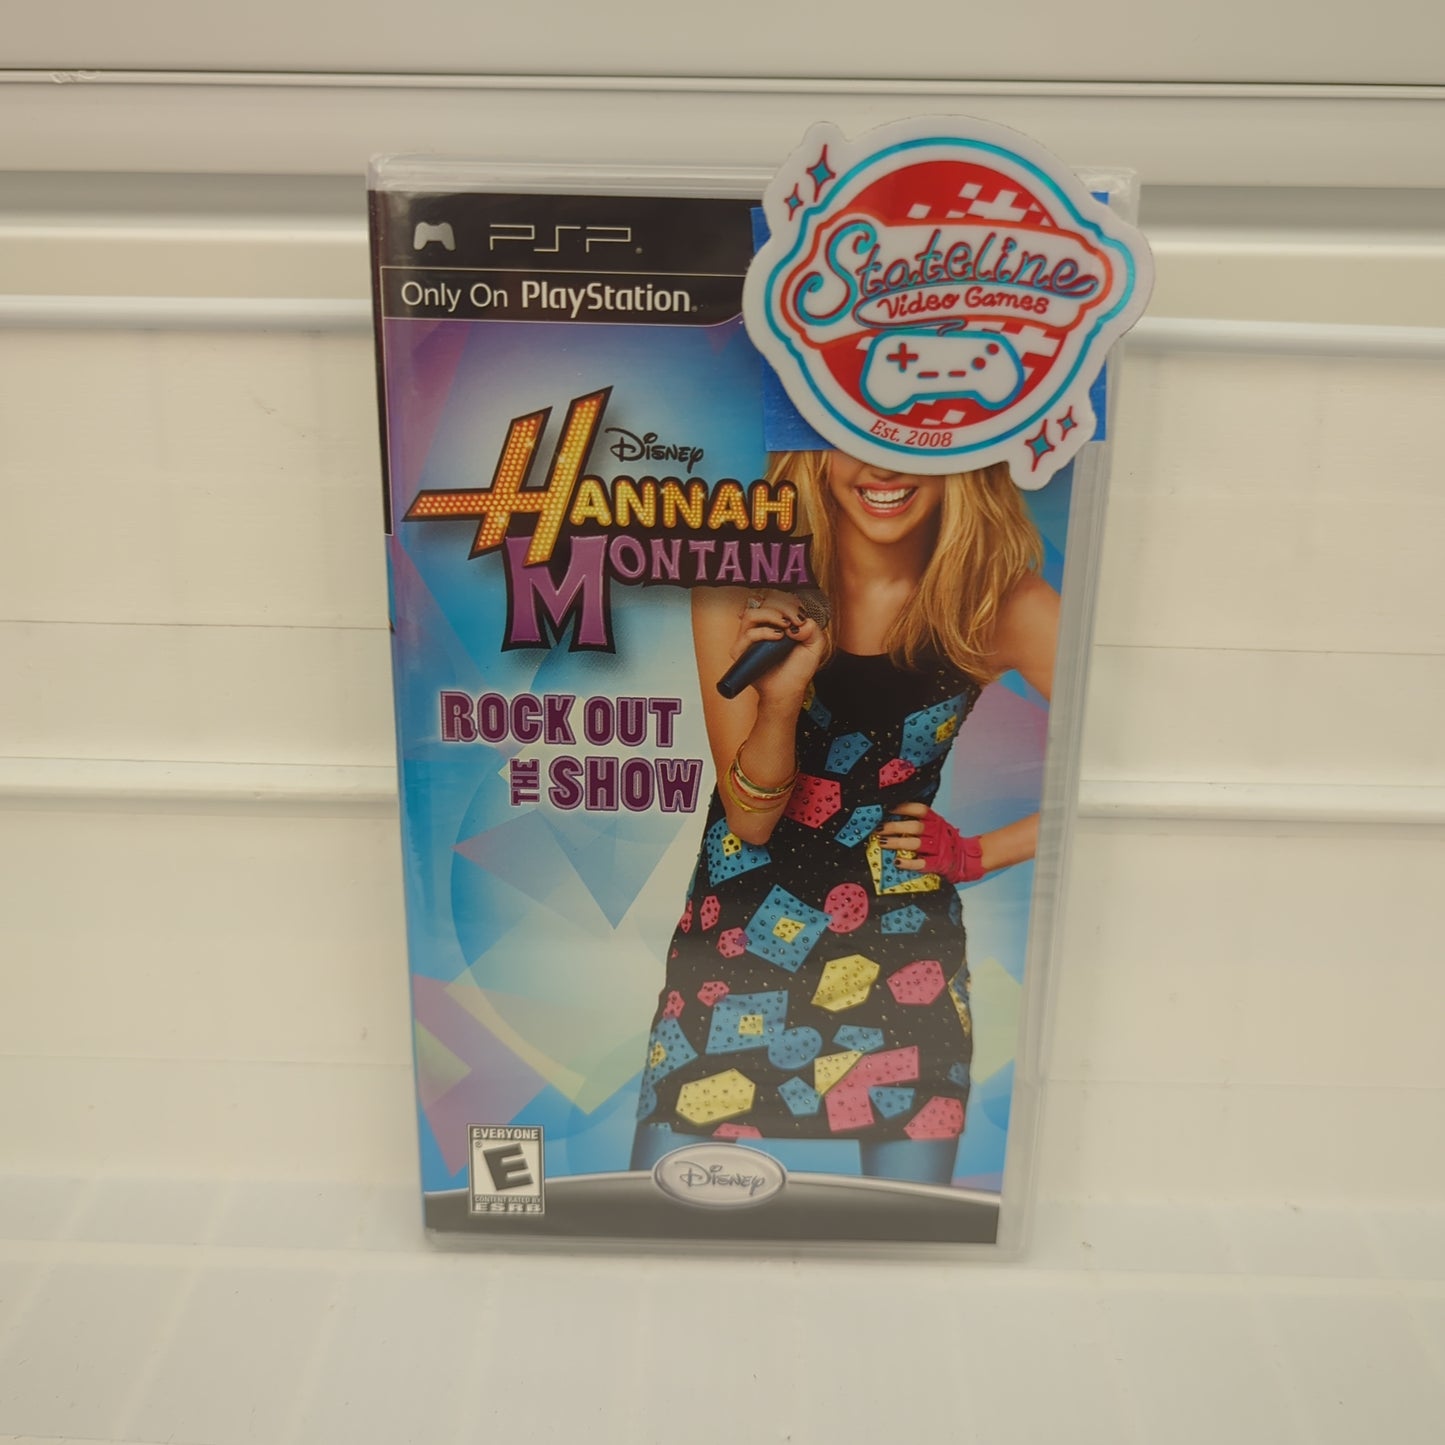 PSP
Only On PlayStation
Stateline
Video Games
Est. 2008
Disney
HANNAH
MONTANA
ROCK OUT
THE SHOW
EVERYONE
E
CONTENT RATED BY
ESRB
Disney